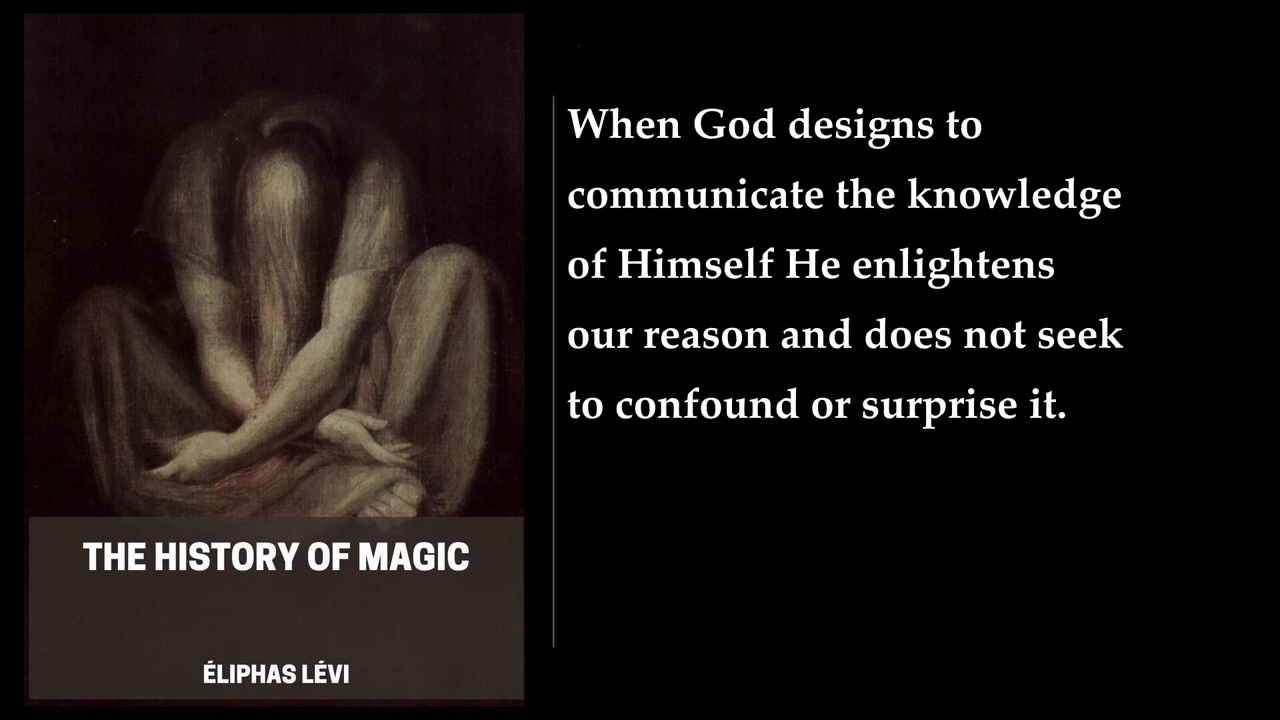 THE HISTORY OF MAGIC
ÉLIPHAS LÉVI
When God designs to
communicate the knowledge
of Himself He enlightens
our reason and does not seek
to confound or surprise it.